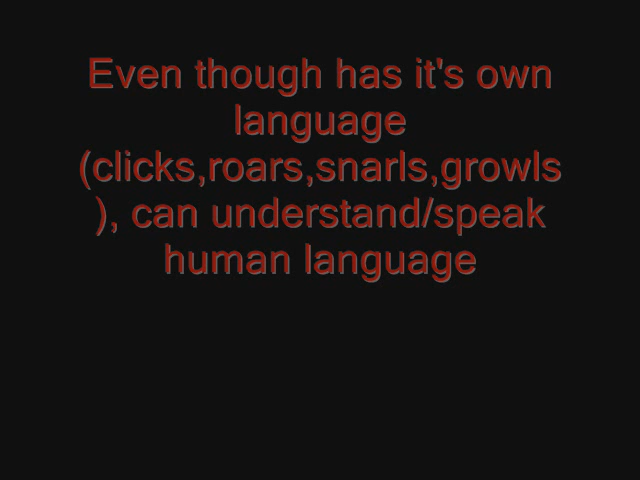 Even though has it's own
language
(clicks,roars,snarls,growls
), can understand/speak
human language